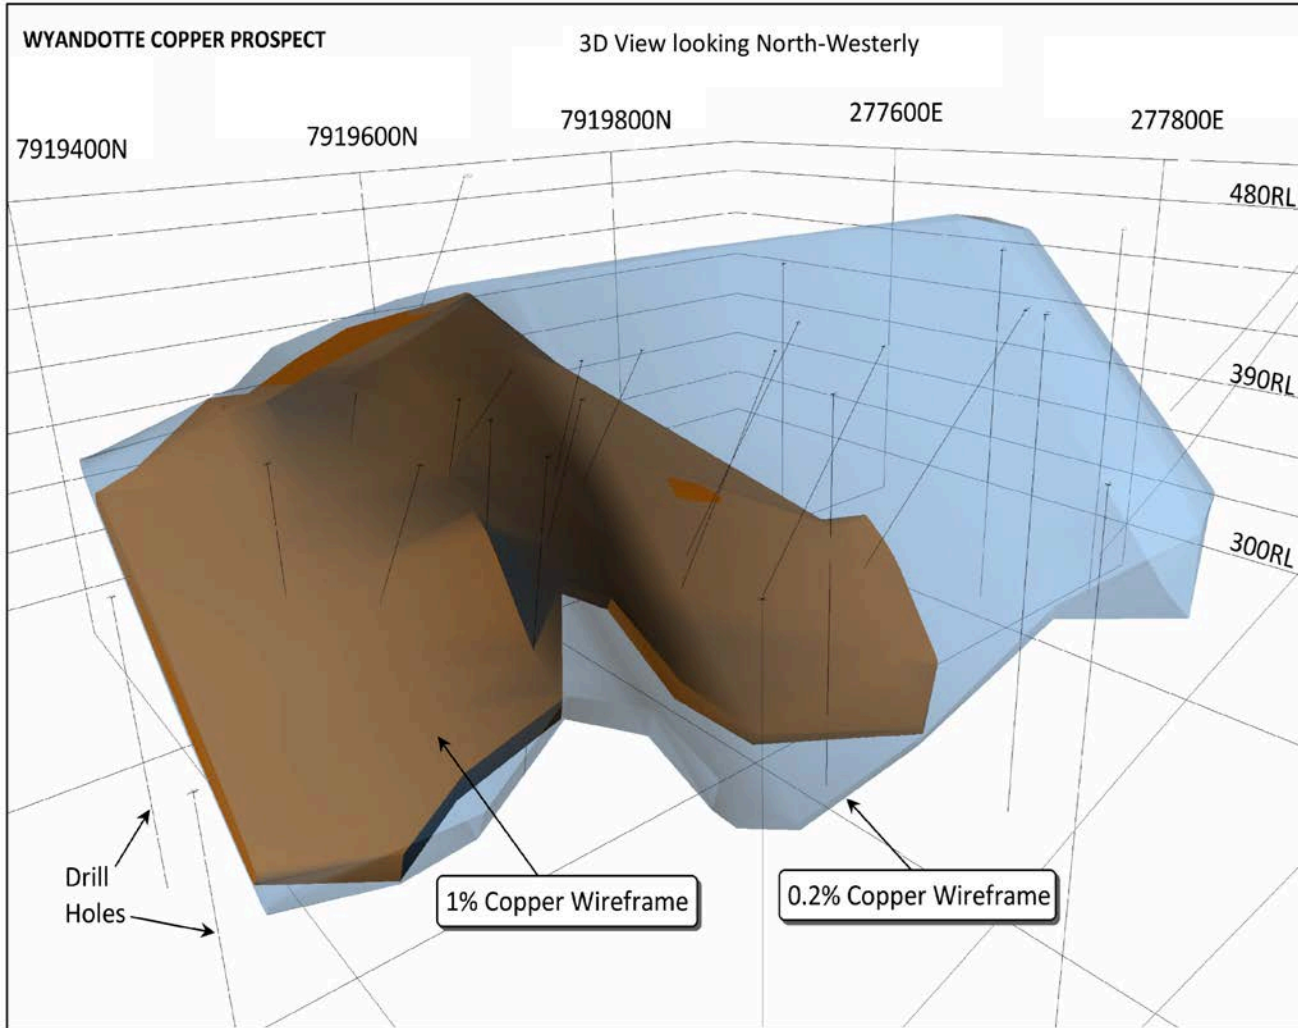 WYANDOTTE COPPER PROSPECT
3D View looking North-Westerly
7919400N
7919600N
7919800N
277600E
277800E
480RL
390RL
300RL
Drill
Holes
1% Copper Wireframe
0.2% Copper Wireframe